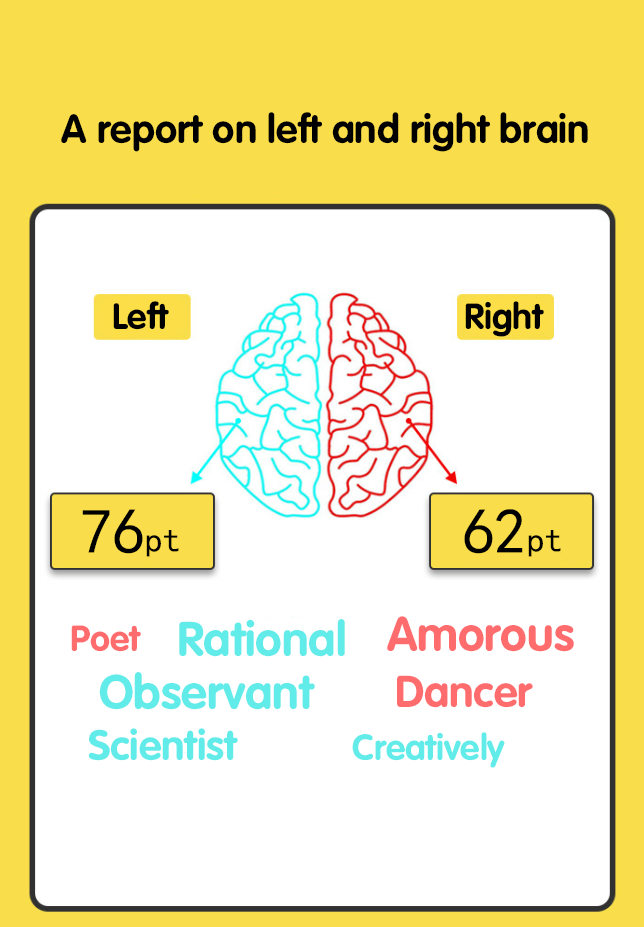 A report on left and right brain
Left
Right
76pt
62pt
Poet Rational Amorous
Observant Dancer
Scientist Creatively